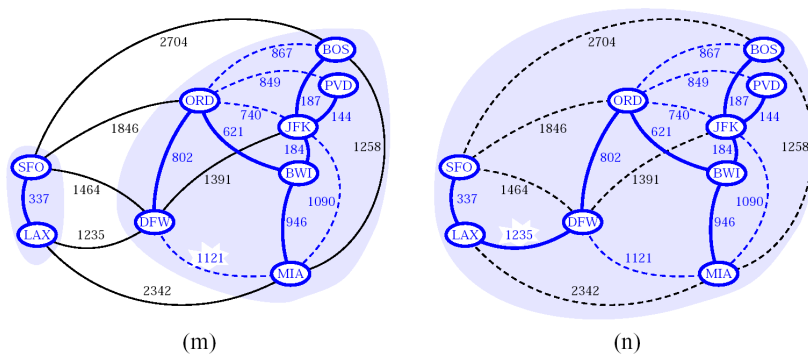 2704
BOS
867
849
PVD
ORD
187
144
740
JFK
1846
621
184
1258
SFO
802
1391
BWI
1464
337
1090
DFW
946
LAX
1235
1121
MIA
2342
(m)
2704
BOS
867
849
PVD
ORD
187
144
740
JFK
1846
621
184
1258
SFO
802
1391
BWI
1464
337
1090
DFW
946
LAX
1235
1121
MIA
2342
(n)